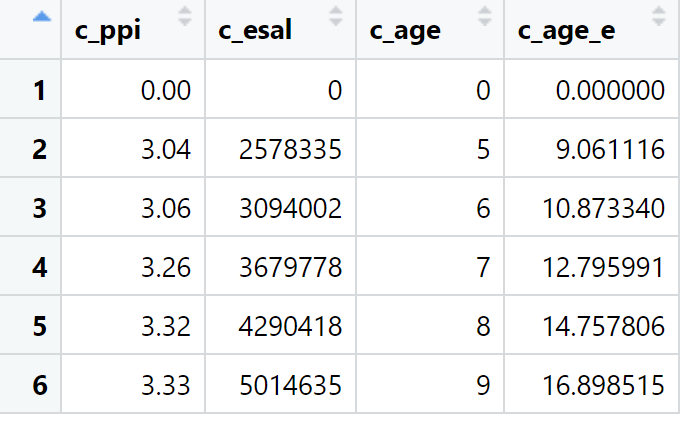 c_ppi c_esal c_age c_age_e
1 0.00 0 0 0.000000
2 3.04 2578335 5 9.061116
3 3.06 3094002 6 10.873340
4 3.26 3679778 7 12.795991
5 3.32 4290418 8 14.757806
6 3.33 5014635 9 16.898515